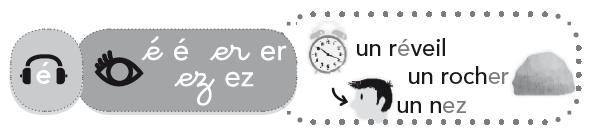 é
é é er er
ez ez
un réveil
un rocher
un nez